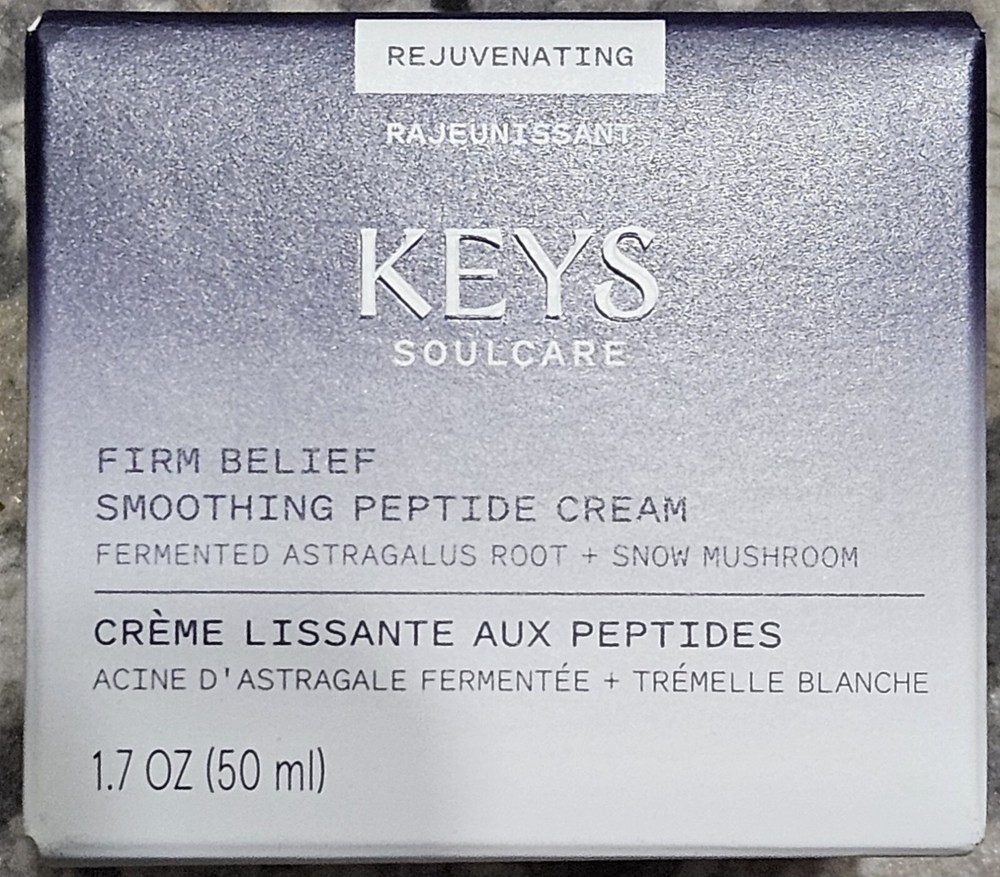 REJUVENATING
RAJEUNISSANT
KEYS
SOULCARE
FIRM BELIEF
SMOOTHING PEPTIDE CREAM
FERMENTED ASTRAGALUS ROOT + SNOW MUSHROOM
CRÈME LISSANTE AUX PEPTIDES
ACINE D'ASTRAGALE FERMENTÉE + TRÉMELLE BLANCHE
1.7 OZ (50 ml)